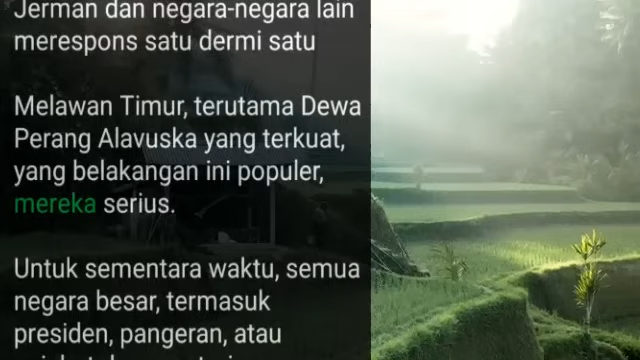 Jerman dan negara-negara lain
merespons satu dermi satu
Melawan Timur, terutama Dewa
Perang Alavuska yang terkuat,
yang belakangan ini populer,
mereka serius.
Untuk sementara waktu, semua
negara besar, termasuk
presiden, pangeran, atau